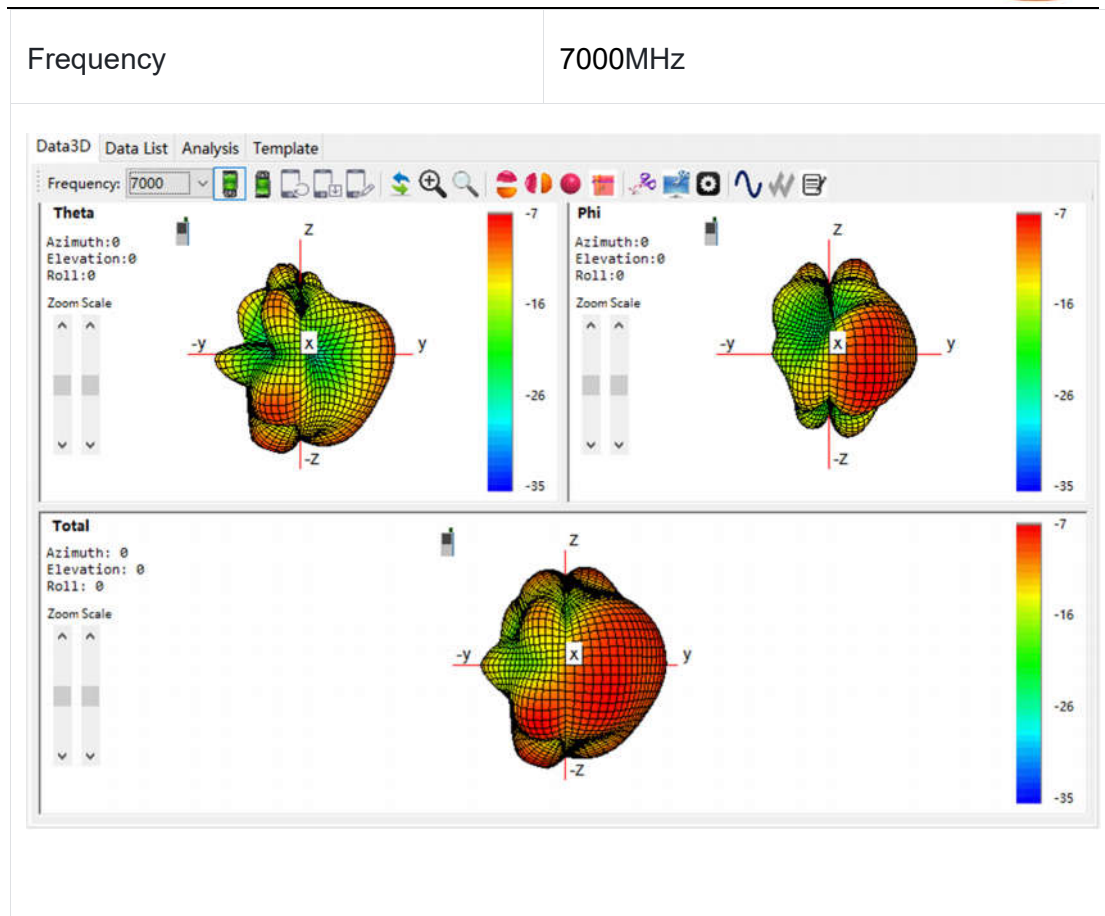 Frequency 7000MHz
Data3D Data List Analysis Template
Frequency: 7000
Theta
Azimuth:0
Elevation:0
Roll:0
Zoom Scale
Z
-y
x
y
-Z
-7
-16
-26
-35
Phi
Azimuth:0
Elevation:0
Roll:0
Zoom Scale
Z
-y
x
y
-Z
-7
-16
-26
-35
Total
Azimuth: 0
Elevation: 0
Roll: 0
Zoom Scale
Z
-y
x
y
-Z
-7
-16
-26
-35